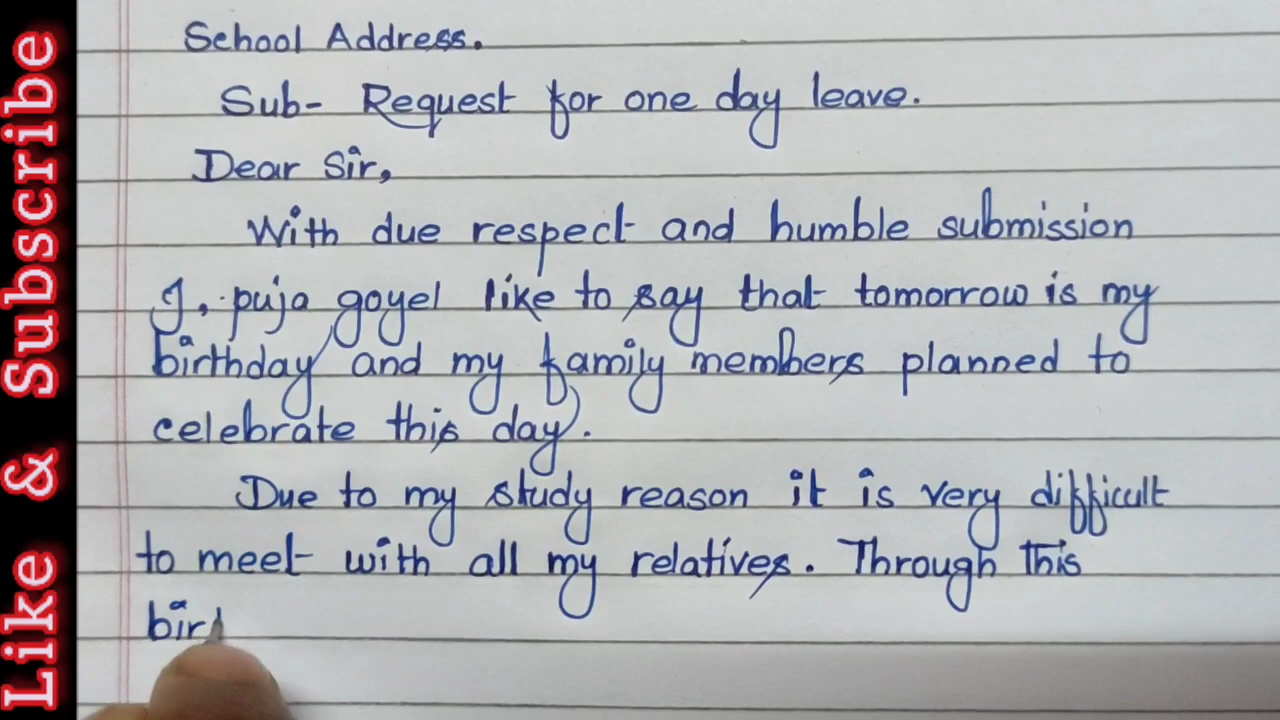 Like & Subscribe
School Address.
Sub- Request for one day leave.
Dear Sir,
With due respect and humble submission
I, puja goyel like to say that tomorrow is my
birthday and my family members planned to
celebrate this day.
Due to my study reason it is very difficult
to meet with all my relatives. Through this
bir